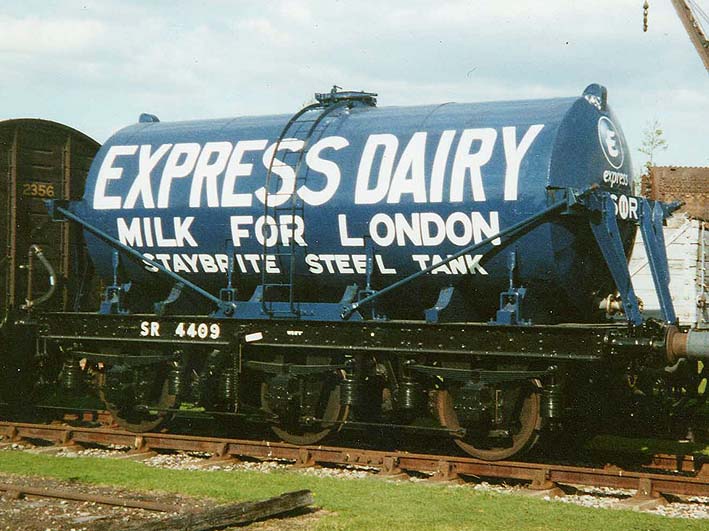 EXPRESS DAIRY
MILK FOR LONDON
STAYBRITE STEEL TANK
SR 4409
2356
E
express